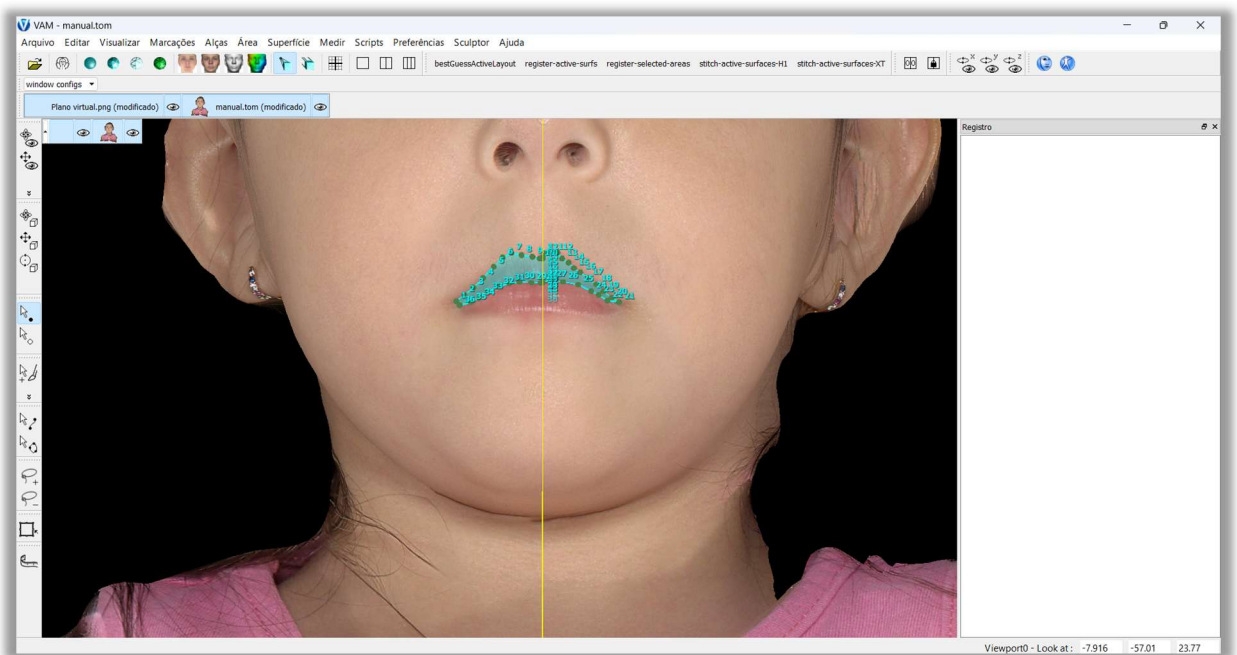 VAM - manual.tom
Arquivo Editar Visualizar Marcações Alças Área Superfície Medir Scripts Preferências Sculptor Ajuda
bestGuessActiveLayout register-active-surfs register-selected-areas stitch-active-surfaces-H1 stitch-active-surfaces-XT
window configs
Plano virtual.png (modificado) manual.tom (modificado)
Registro
Viewport0 - Look at : -7.916 -57.01 23.77